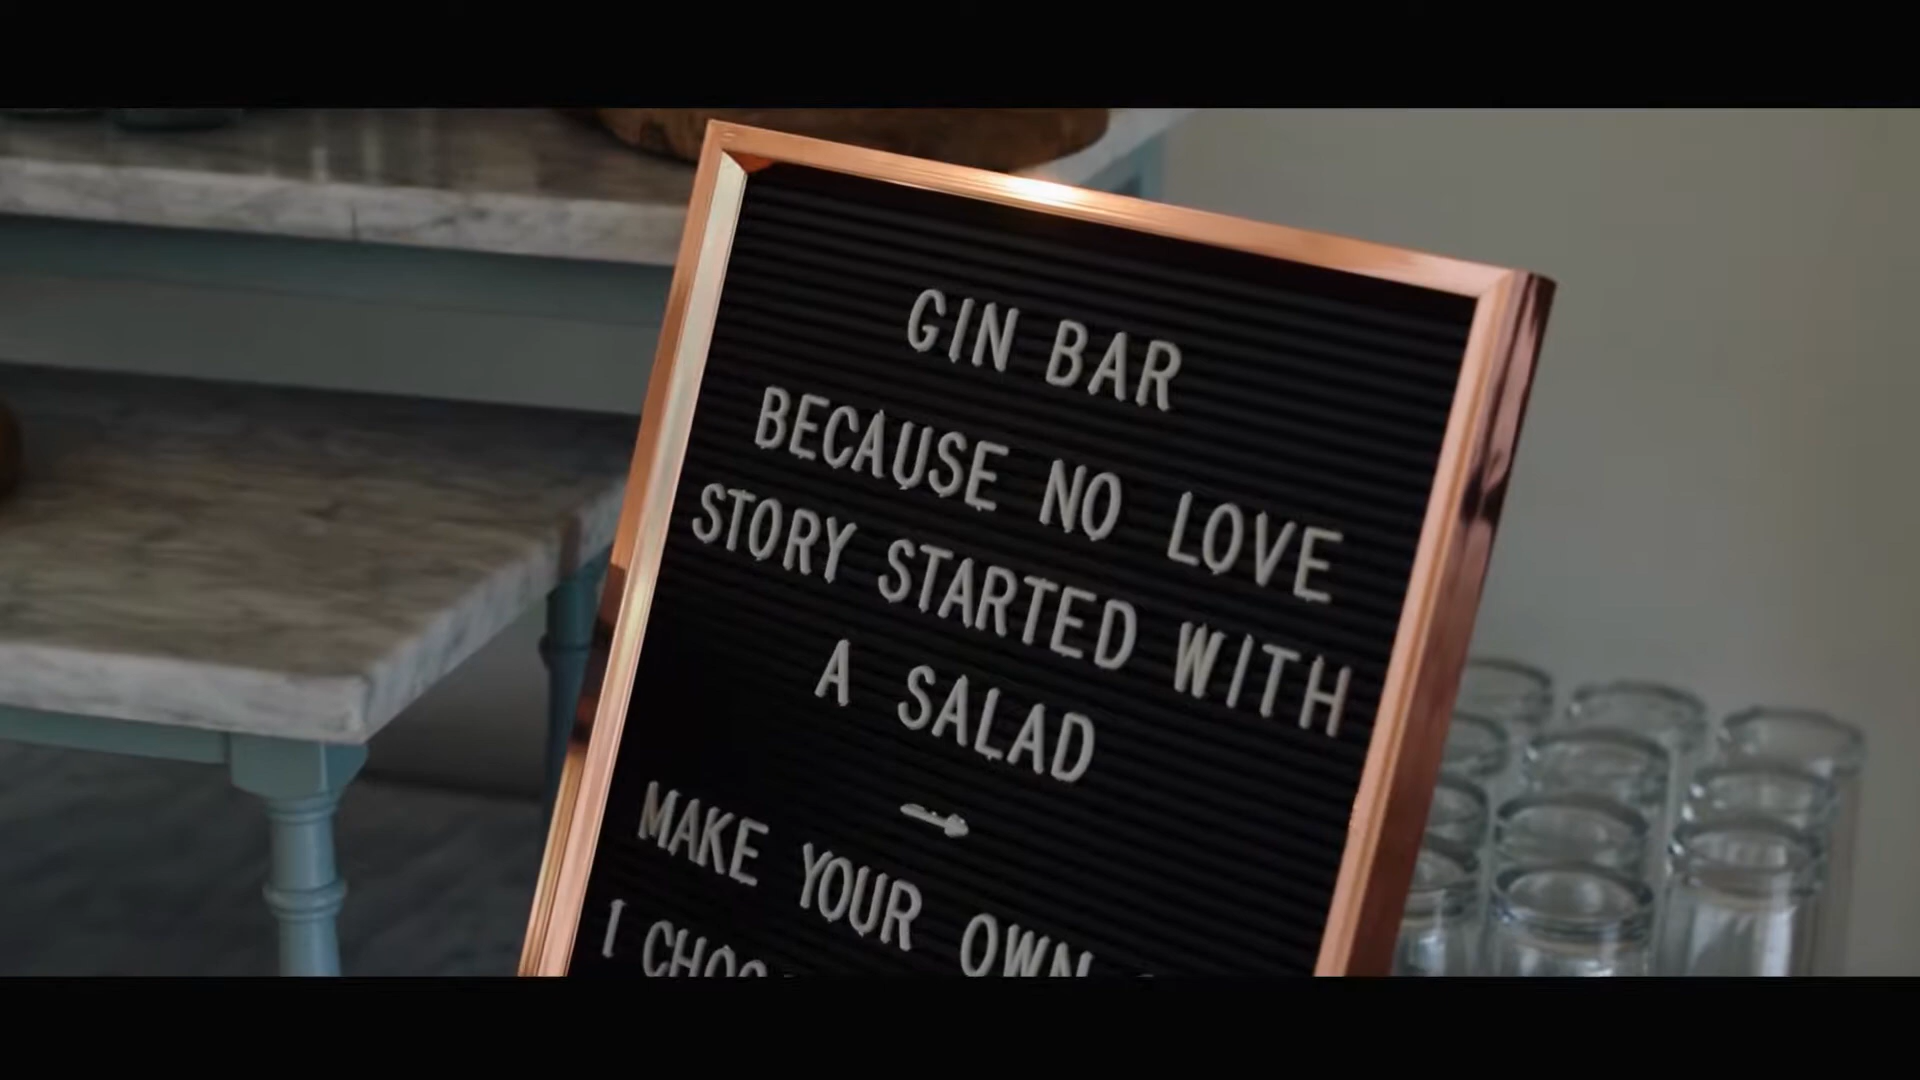 GIN BAR
BECAUSE NO LOVE
STORY STARTED WITH
A SALAD
MAKE YOUR OWN
I